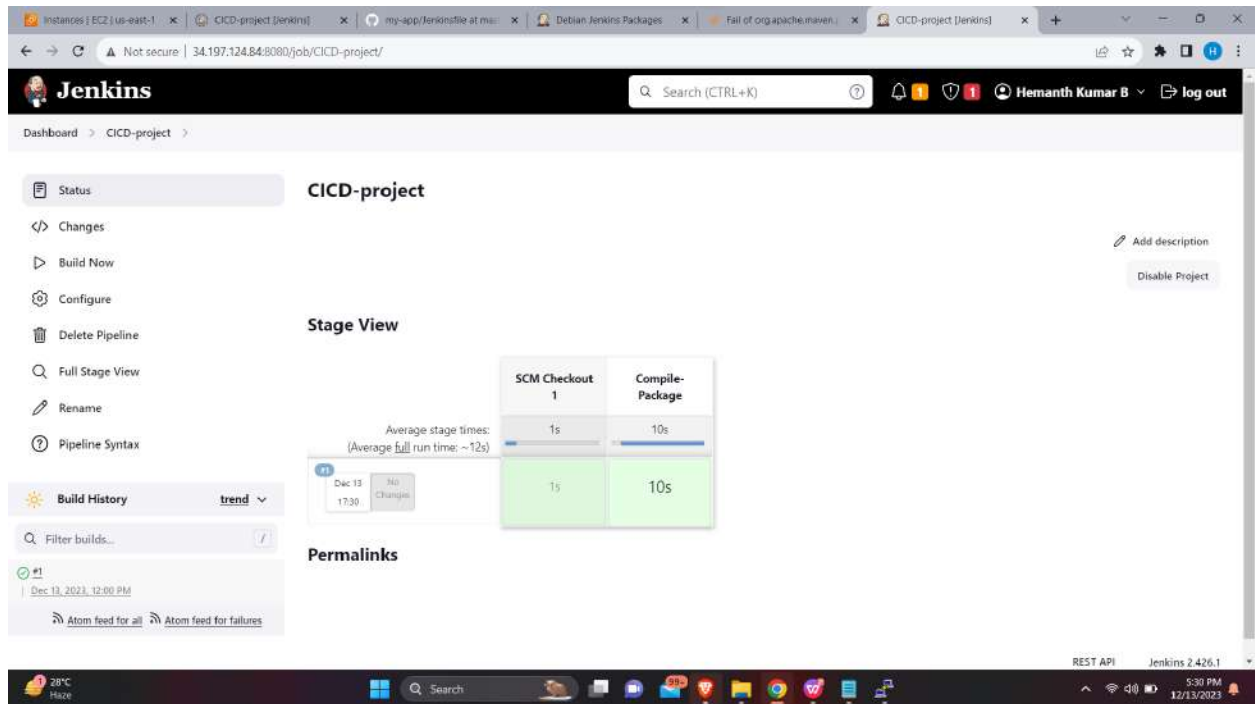 Instances | EC2 | us-east-1
CICD-project [Jenkins]
my-app/Jenkinsfile at ma
Debian Jenkins Packages
Fail of org.apache.maven.
CICD-project [Jenkins]
Not secure | 34.197.124.84:8080/job/CICD-project/
H
Jenkins
Search (CTRL+K)
1
1
Hemanth Kumar B
log out
Dashboard > CICD-project >
Status
Changes
Build Now
Configure
Delete Pipeline
Full Stage View
Rename
Pipeline Syntax
Build History
trend
Filter builds...
/
#1
Dec 13, 2023, 12:00 PM
Atom feed for all
Atom feed for failures
CICD-project
Add description
Disable Project
Stage View
SCM Checkout
1
Compile-
Package
Average stage times:
(Average full run time: ~12s)
1s
10s
#1
Dec 13
17:30
No
Changes
1s
10s
Permalinks
REST API
Jenkins 2.426.1
1
28°C
Haze
Search
99+
5:30 PM
12/13/2023